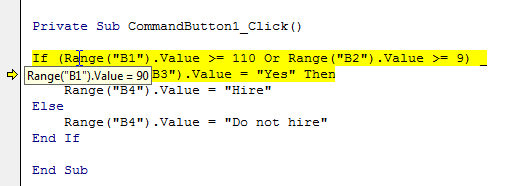 Private Sub CommandButton1_Click()
If (Range("B1").Value >= 110 Or Range("B2").Value >= 9) _
Range("B1").Value = 90 B3").Value = "Yes" Then
Range("B4").Value = "Hire"
Else
Range("B4").Value = "Do not hire"
End If
End Sub